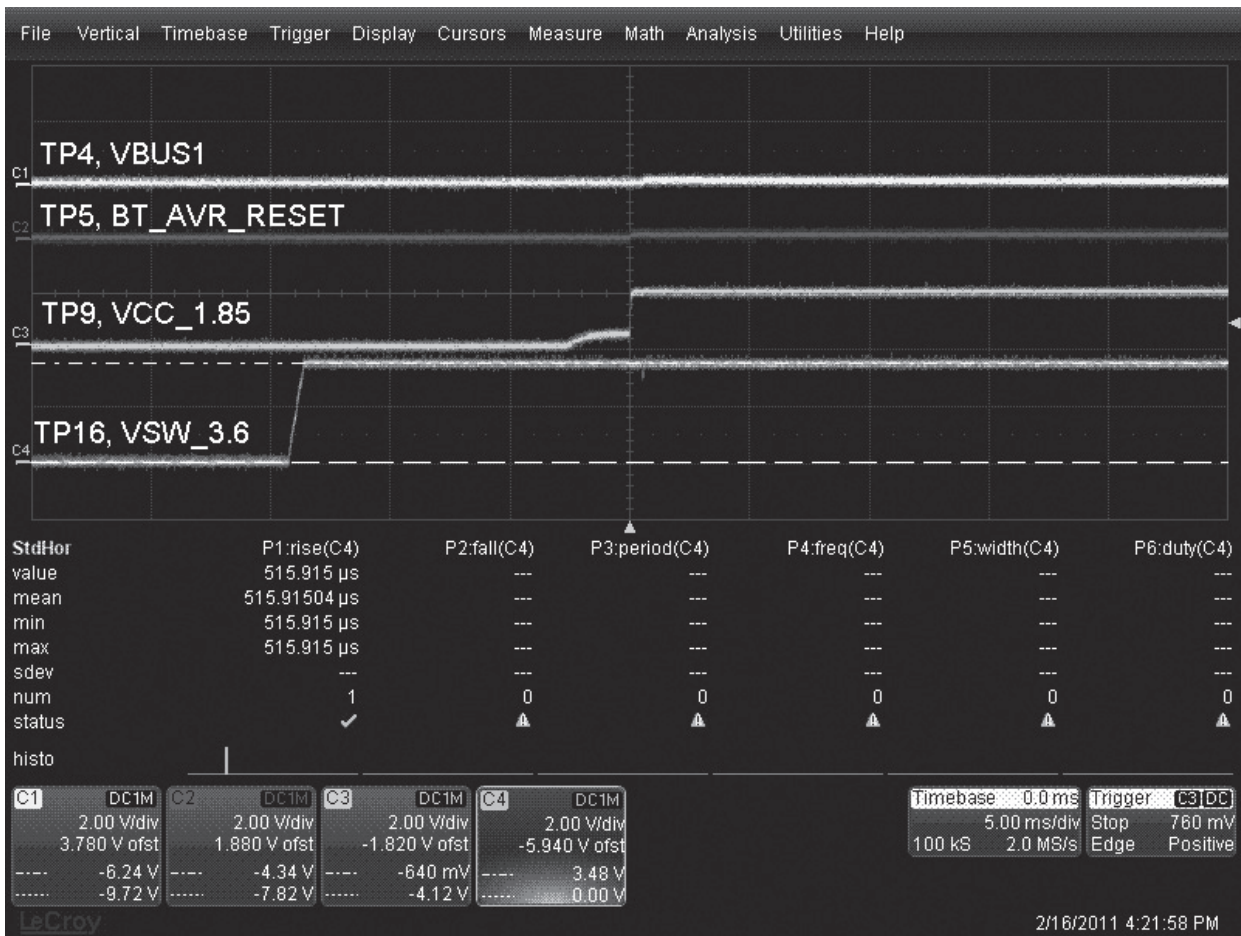 File Vertical Timebase Trigger Display Cursors Measure Math Analysis Utilities Help
C1 TP4, VBUS1
C2 TP5, BT_AVR_RESET
C3 TP9, VCC_1.85
C4 TP16, VSW_3.6
StdHor P1:rise(C4) P2:fall(C4) P3:period(C4) P4:freq(C4) P5:width(C4) P6:duty(C4)
value 515.915 µs --- --- --- --- ---
mean 515.91504 µs --- --- --- --- ---
min 515.915 µs --- --- --- --- ---
max 515.915 µs --- --- --- --- ---
sdev --- --- --- --- --- ---
num 1 0 0 0 0 0
status
histo
C1 DC1M C2 DC1M C3 DC1M C4 DC1M Timebase 0.0 ms Trigger C3 DC
2.00 V/div 2.00 V/div 2.00 V/div 2.00 V/div 5.00 ms/div Stop 760 mV
3.780 V ofst 1.880 V ofst -1.820 V ofst -5.940 V ofst 100 kS 2.0 MS/s Edge Positive
-6.24 V -4.34 V -640 mV 3.48 V
-9.72 V -7.82 V -4.12 V 0.00 V
LeCroy 2/16/2011 4:21:58 PM